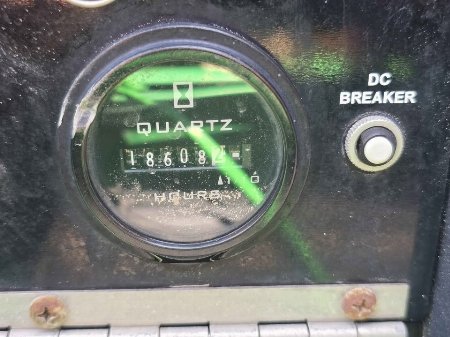 QUARTZ
18608
HOURS
DC
BREAKER